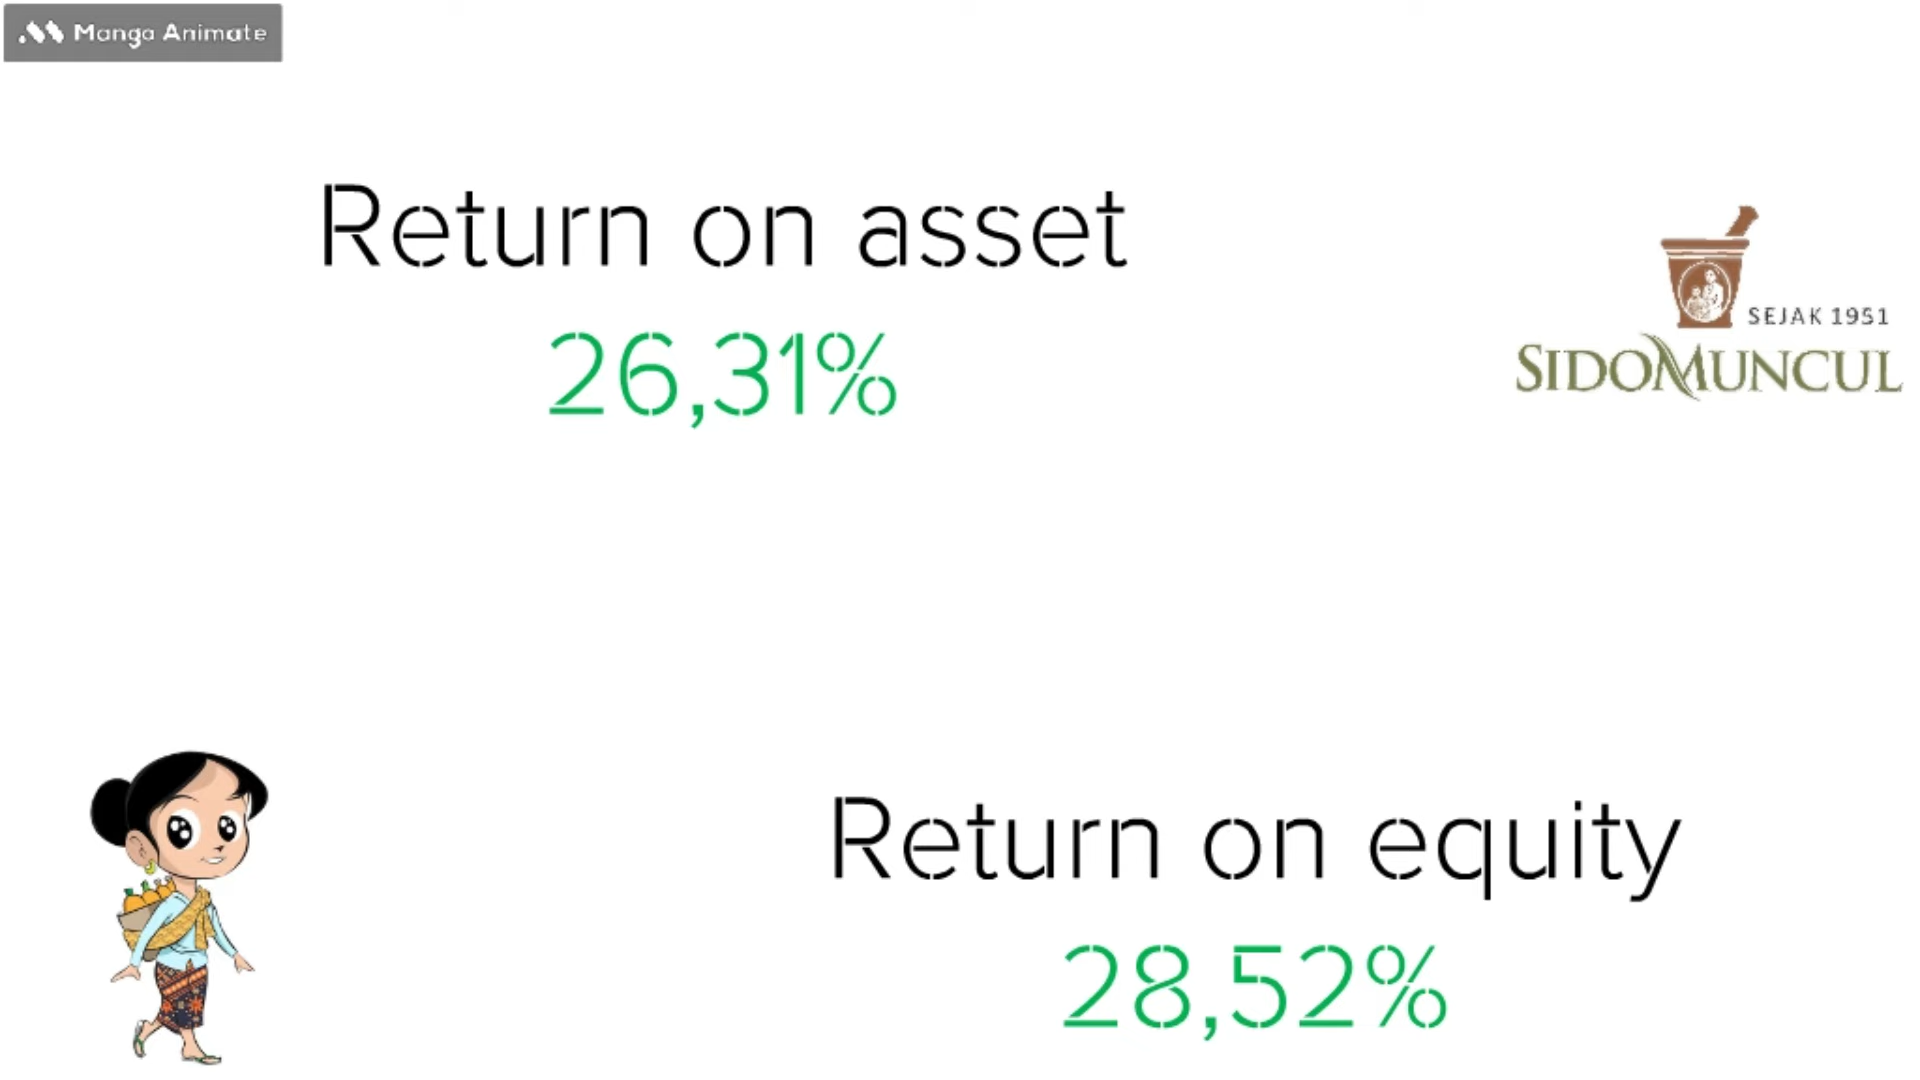 Manga Animate
Return on asset
26,31%
SEJAK 1951
SIDOMUNCUL
Return on equity
28,52%